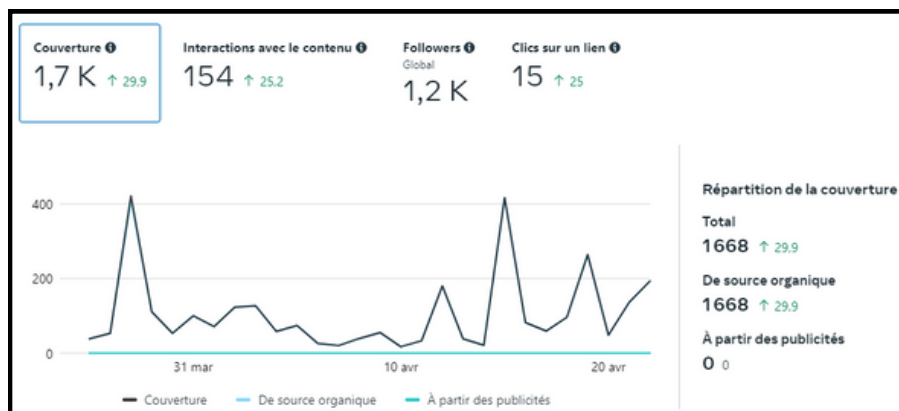 Couverture
1,7 K ↑ 29,9
Interactions avec le contenu
154 ↑ 25,2
Followers
Global
1,2 K
Clics sur un lien
15 ↑ 25
400
200
0
31 mar 10 avr 20 avr
Couverture De source organique À partir des publicités
Répartition de la couverture
Total
1668 ↑ 29,9
De source organique
1668 ↑ 29,9
À partir des publicités
0 0